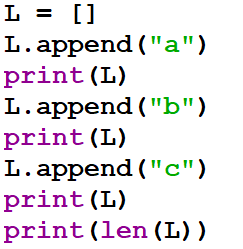 L = []
L.append("a")
print(L)
L.append("b")
print(L)
L.append("c")
print(L)
print(len(L))